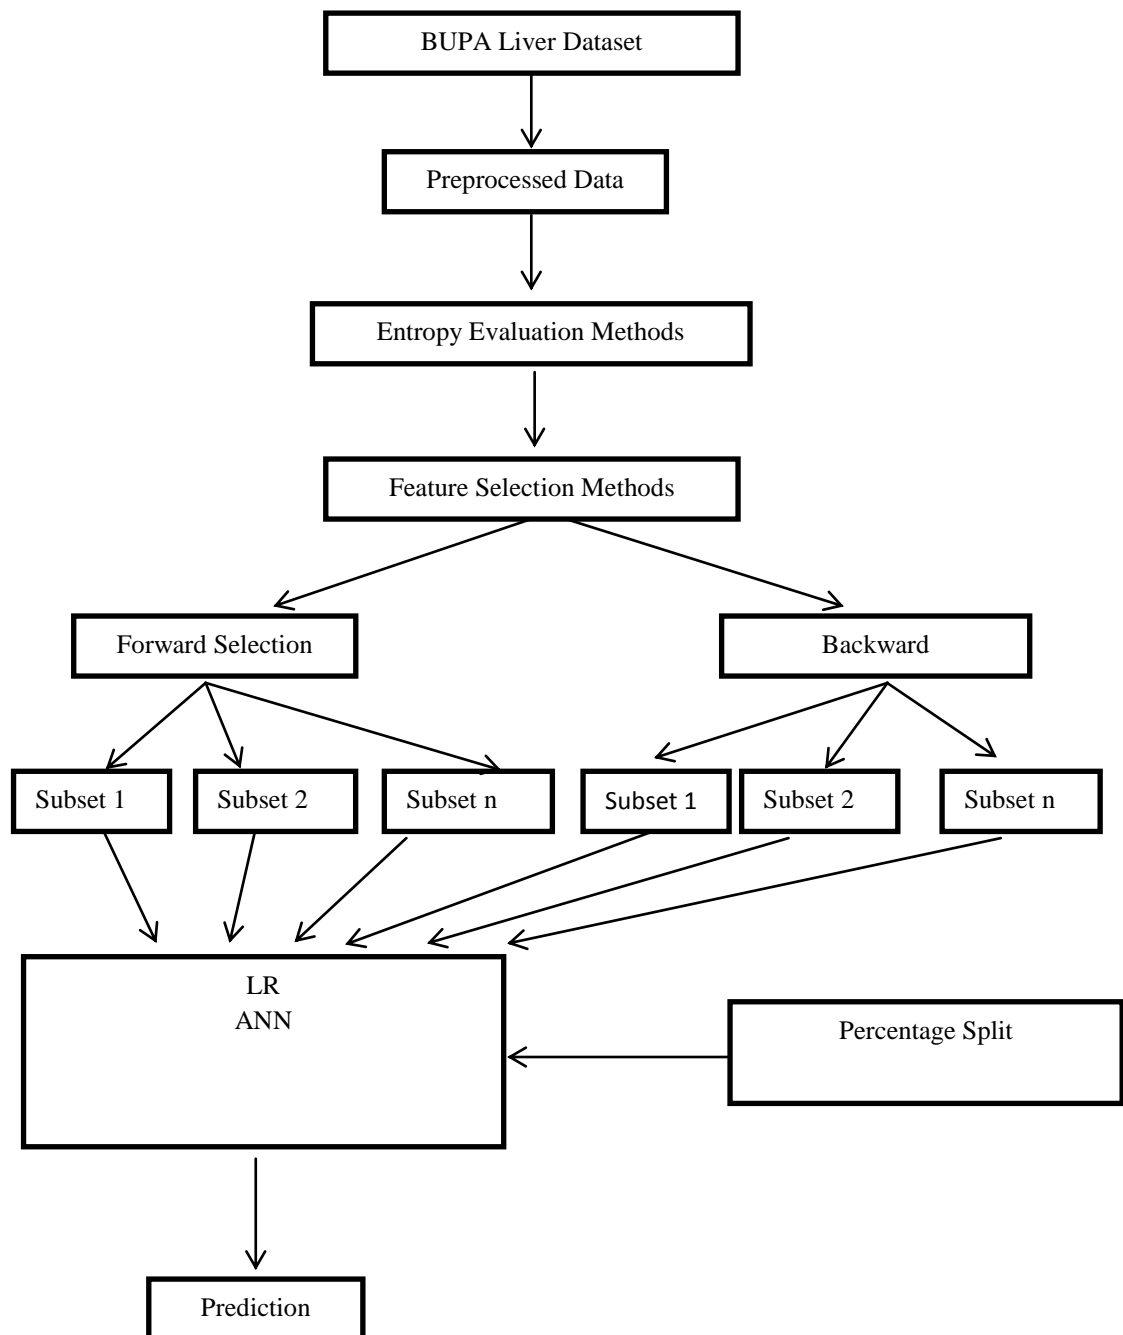 BUPA Liver Dataset
Preprocessed Data
Entropy Evaluation Methods
Feature Selection Methods
Forward Selection
Backward
Subset 1
Subset 2
Subset n
Subset 1
Subset 2
Subset n
LR
ANN
Percentage Split
Prediction